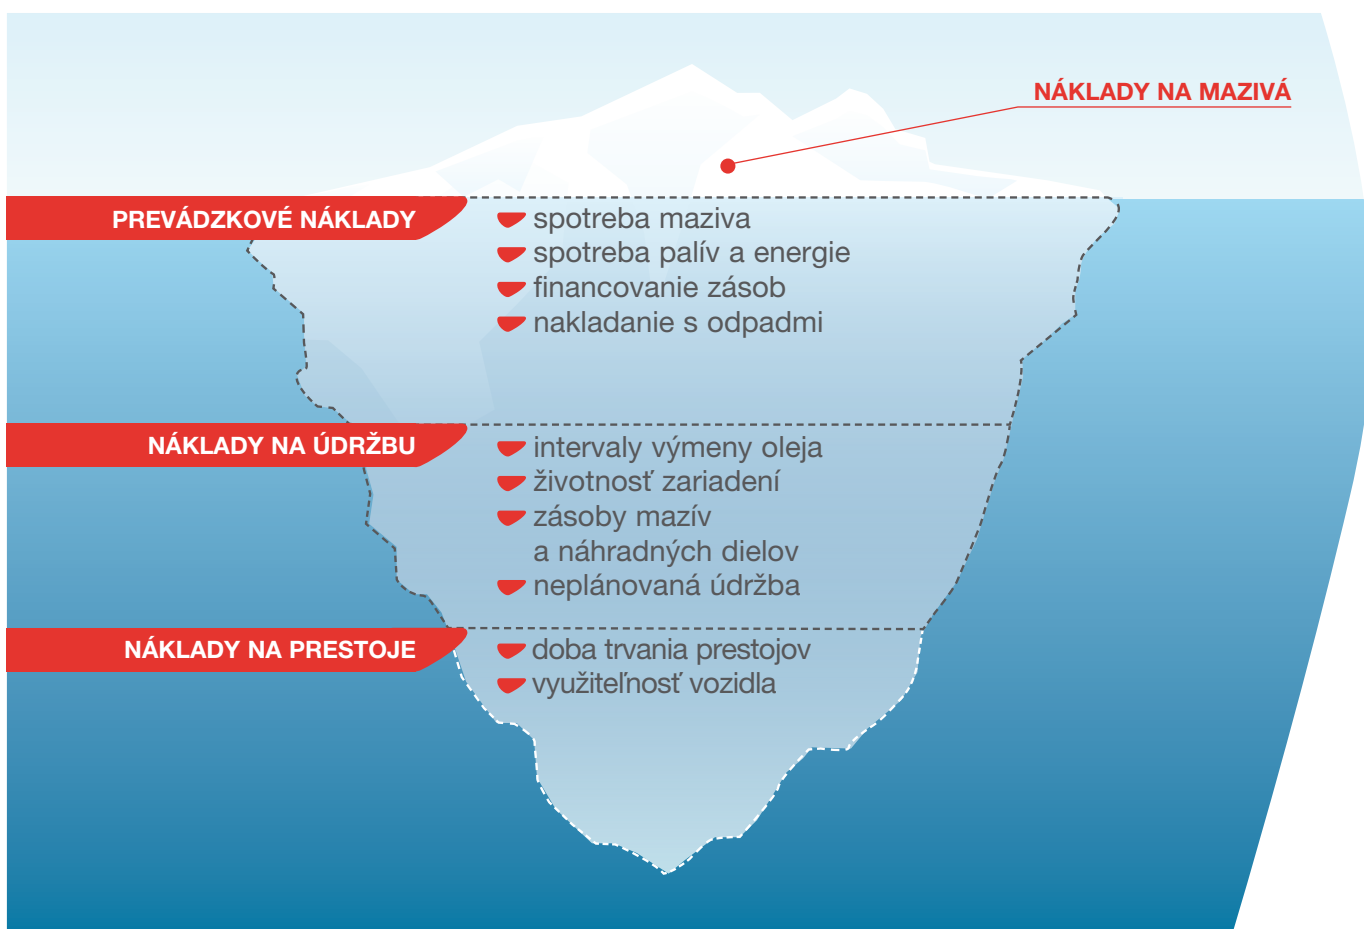 NÁKLADY NA MAZIVÁ
PREVÁDZKOVÉ NÁKLADY
spotreba maziva
spotreba palív a energie
financovanie zásob
nakladanie s odpadmi
NÁKLADY NA ÚDRŽBU
intervaly výmeny oleja
životnosť zariadení
zásoby mazív
a náhradných dielov
neplánovaná údržba
NÁKLADY NA PRESTOJE
doba trvania prestojov
využiteľnosť vozidla